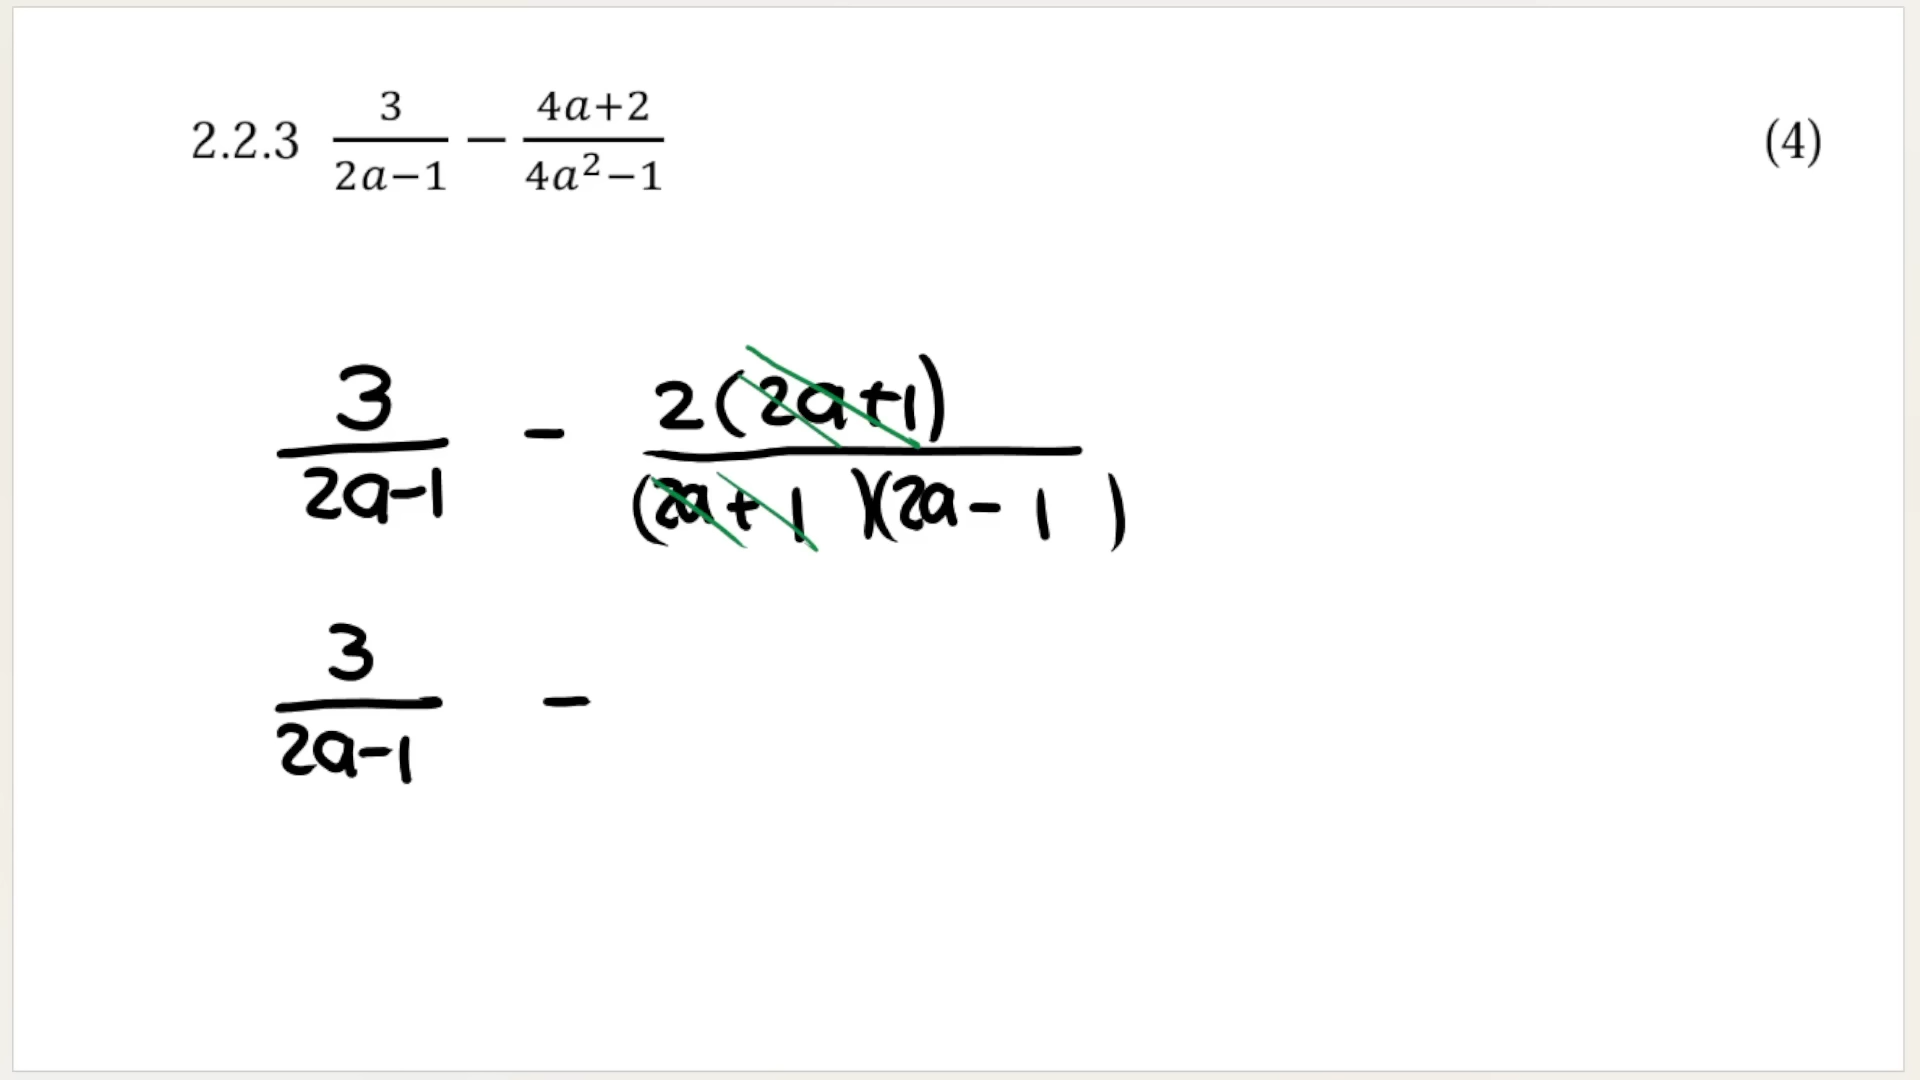 2.2.3 3/(2a−1) − (4a+2)/(4a²−1) (4)
3/(2a-1) - 2(2a+1)/(2a+1)(2a-1)
3/(2a-1) -